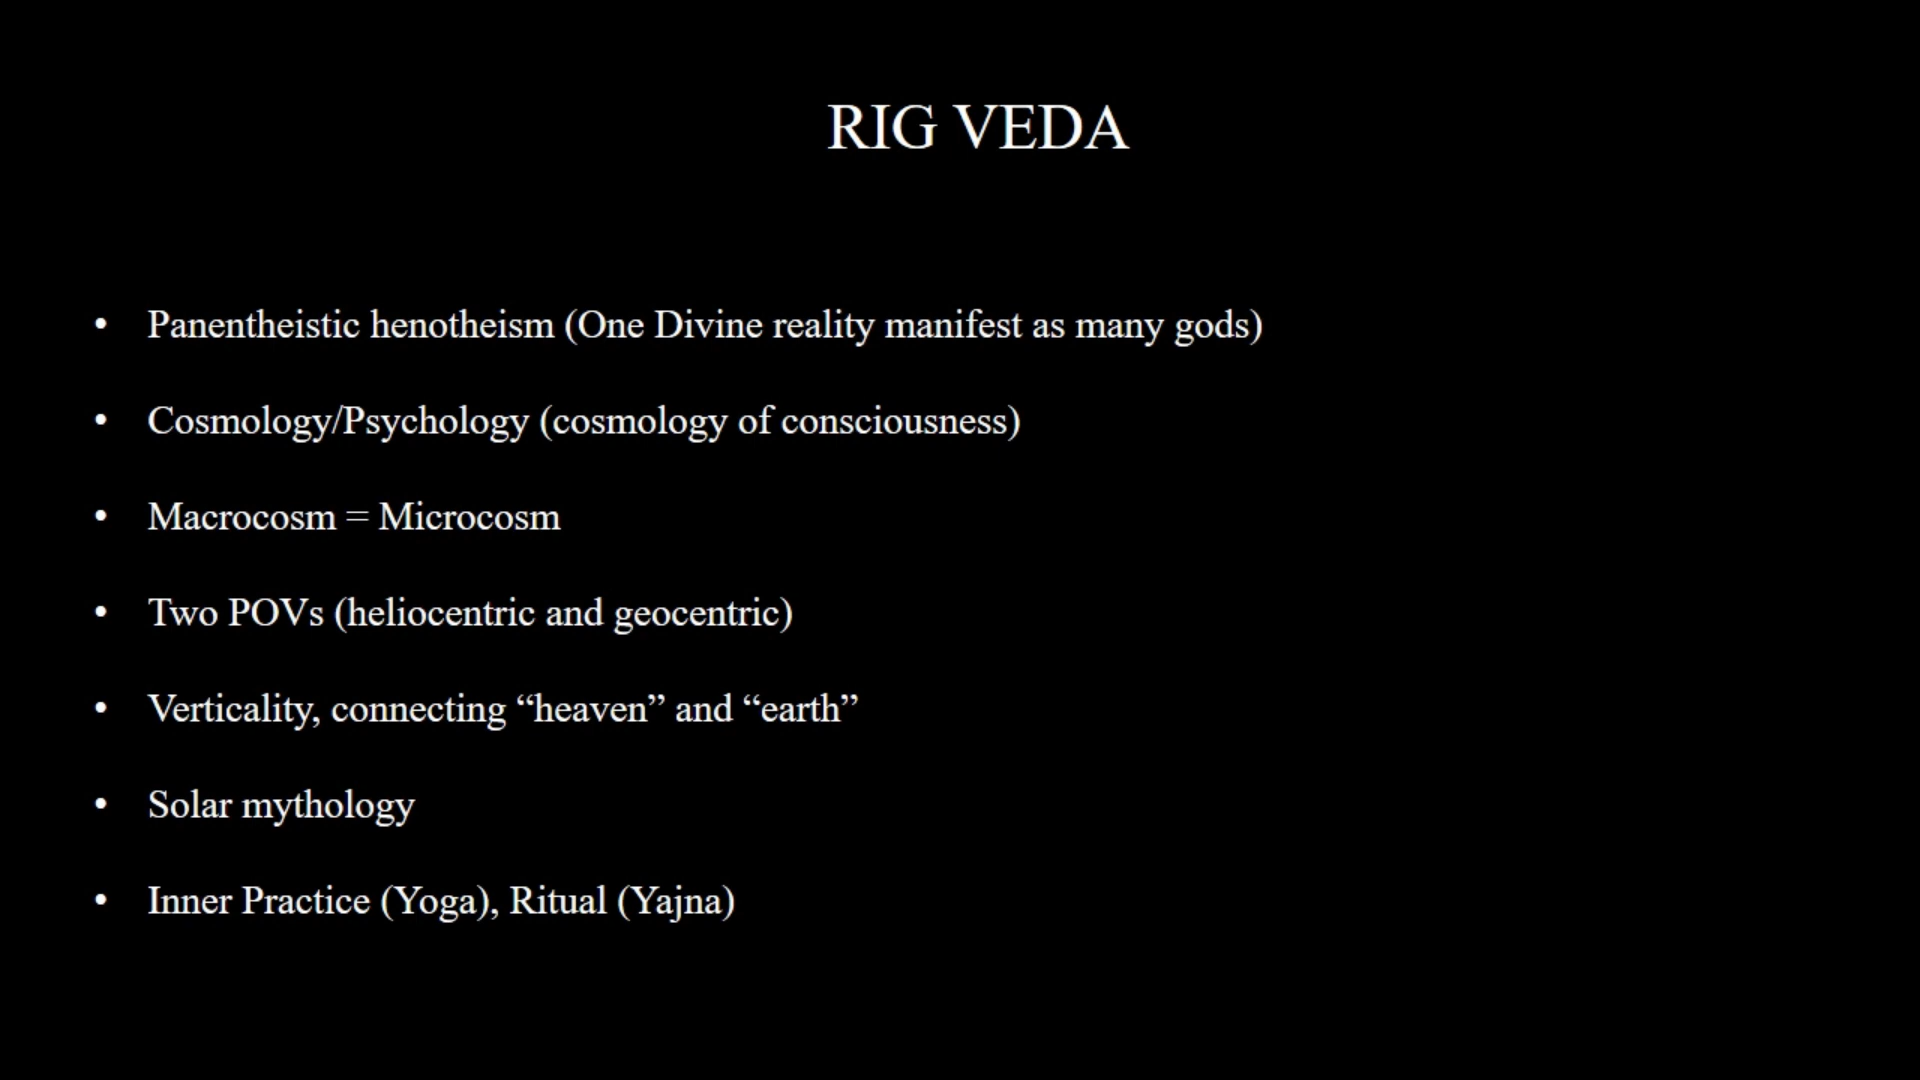 RIG VEDA
• Panentheistic henotheism (One Divine reality manifest as many gods)
• Cosmology/Psychology (cosmology of consciousness)
• Macrocosm = Microcosm
• Two POVs (heliocentric and geocentric)
• Verticality, connecting “heaven” and “earth”
• Solar mythology
• Inner Practice (Yoga), Ritual (Yajna)